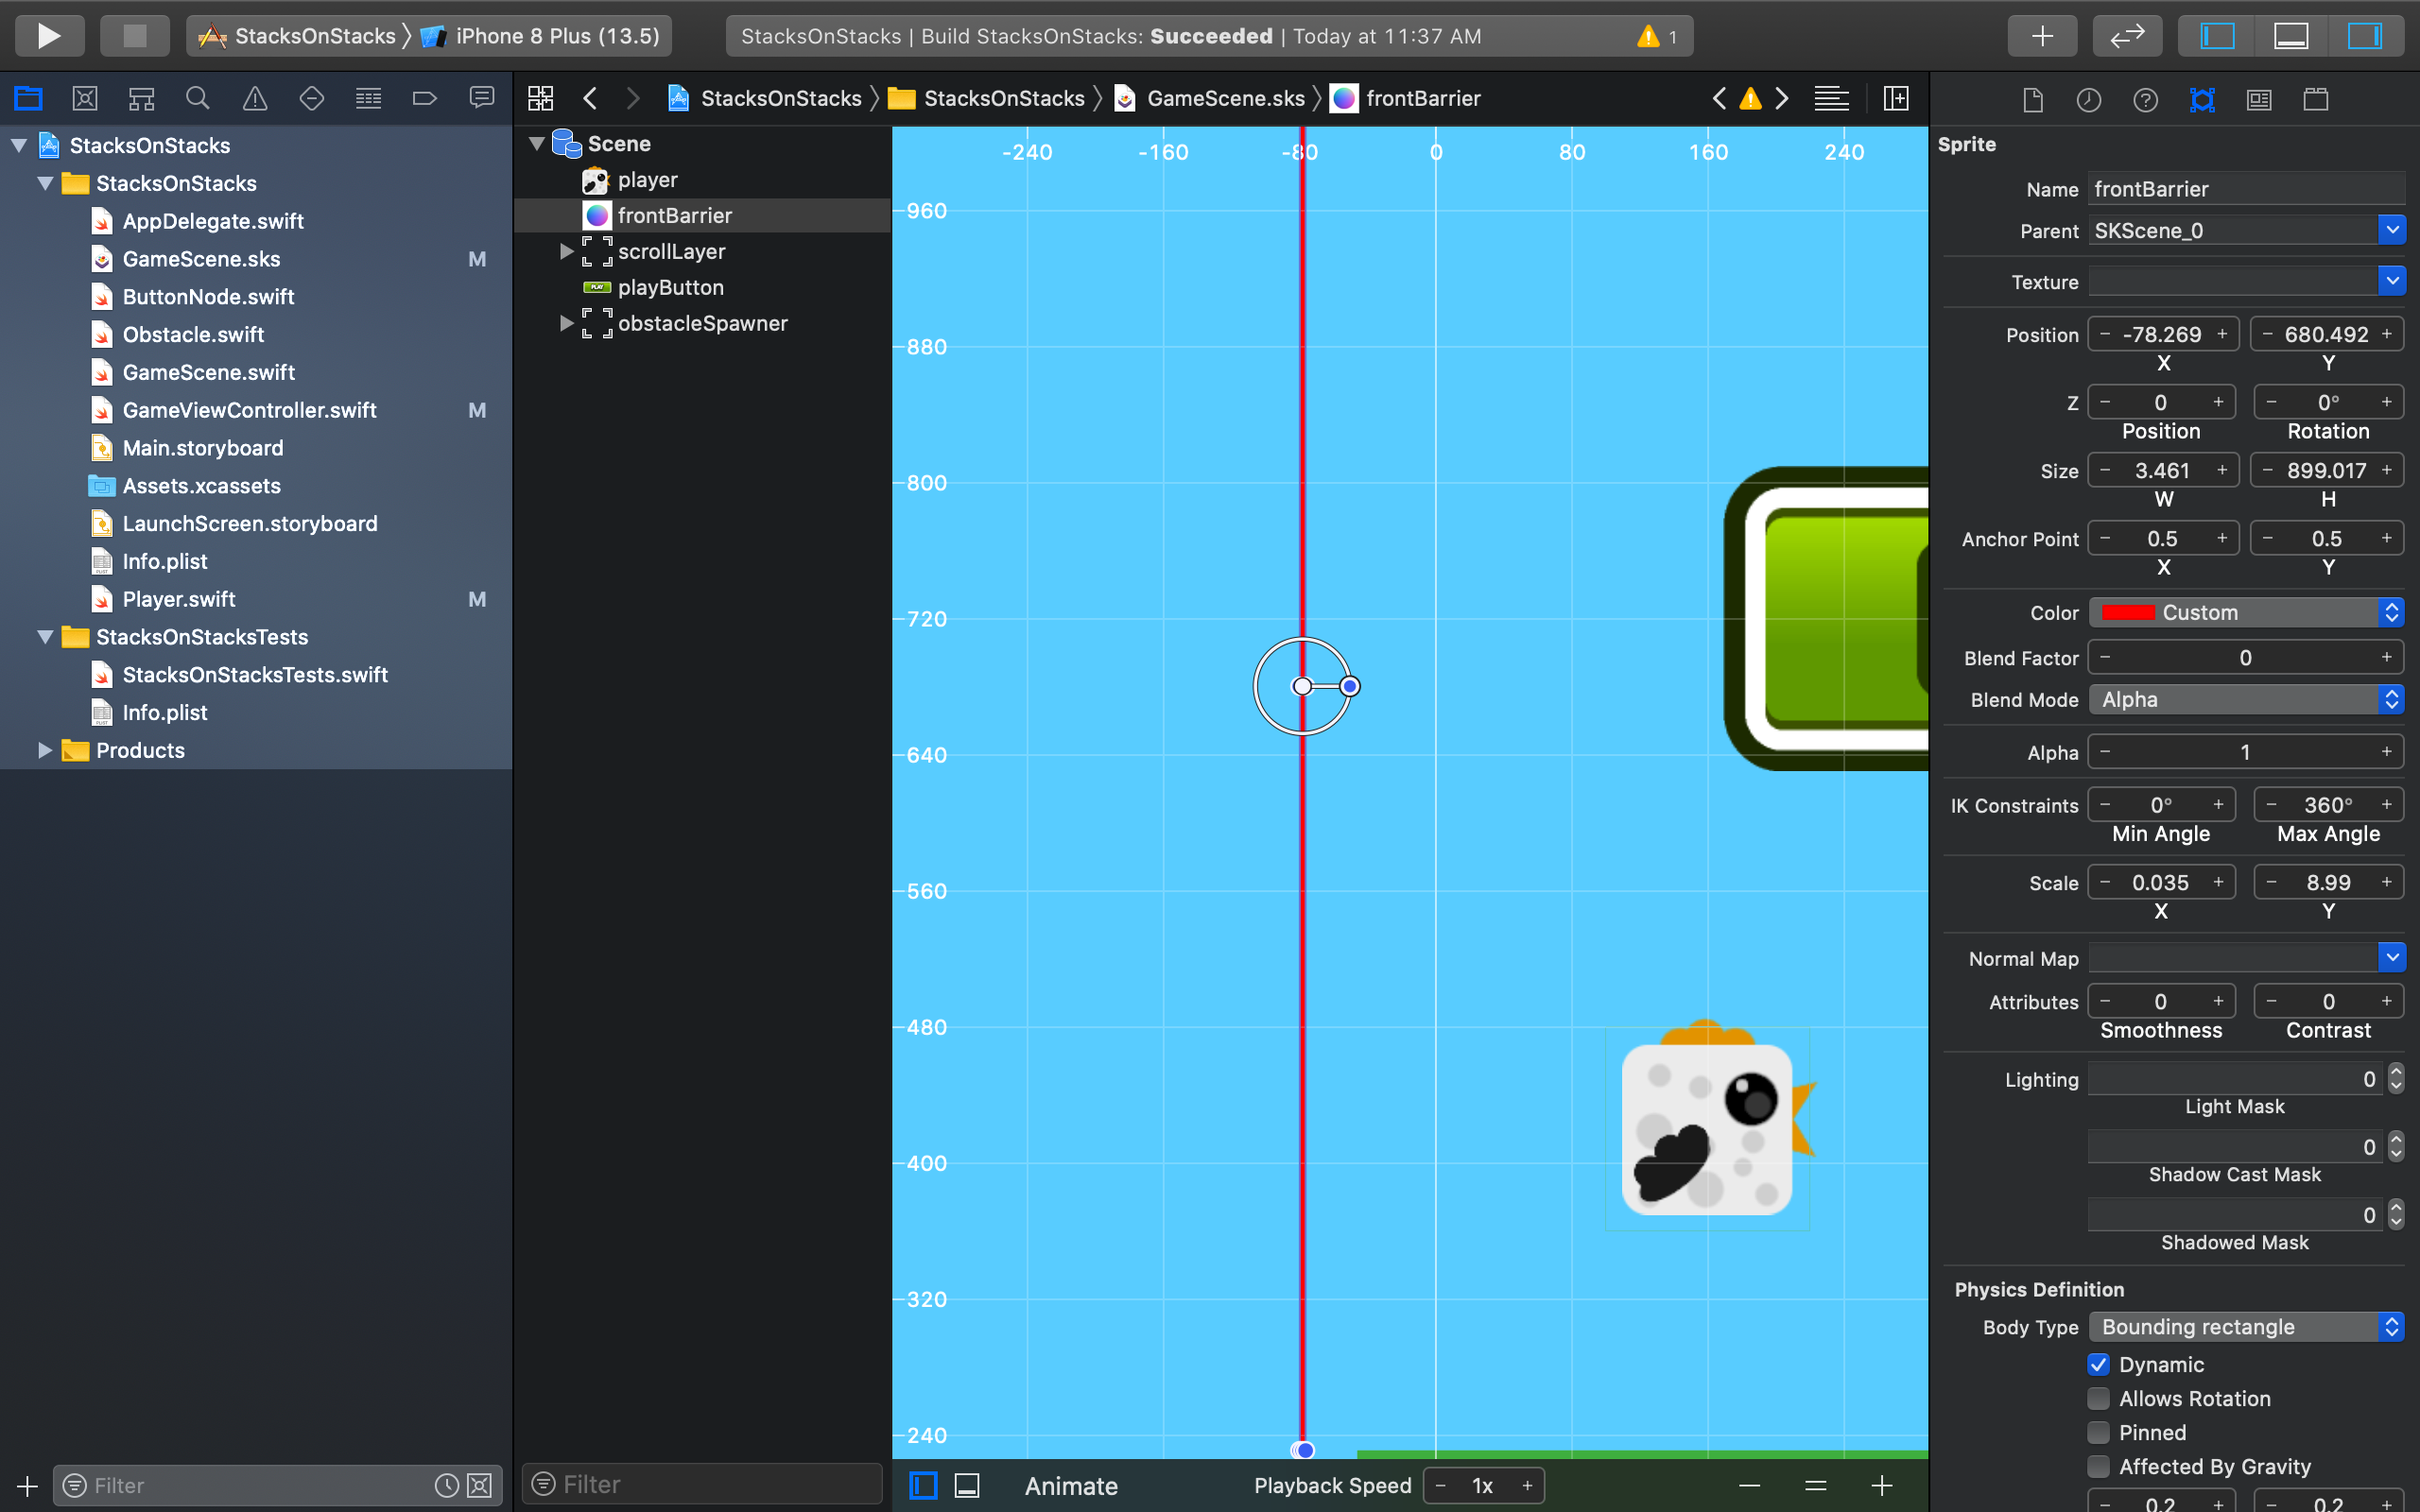 StacksOnStacks iPhone 8 Plus (13.5)
StacksOnStacks | Build StacksOnStacks: Succeeded | Today at 11:37 AM
1
StacksOnStacks
StacksOnStacks
AppDelegate.swift
GameScene.sks M
ButtonNode.swift
Obstacle.swift
GameScene.swift
GameViewController.swift M
Main.storyboard
Assets.xcassets
LaunchScreen.storyboard
Info.plist
Player.swift M
StacksOnStacksTests
StacksOnStacksTests.swift
Info.plist
Products
Filter
StacksOnStacks StacksOnStacks GameScene.sks frontBarrier
Scene
player
frontBarrier
scrollLayer
PLAY playButton
obstacleSpawner
Filter
-240 -160 -80 0 80 160 240
960
880
800
720
640
560
480
400
320
240
Animate Playback Speed - 1x +
Sprite
Name frontBarrier
Parent SKScene_0
Texture
Position - -78.269 + - 680.492 +
X Y
Z - 0 + - 0° +
Position Rotation
Size - 3.461 + - 899.017 +
W H
Anchor Point - 0.5 + - 0.5 +
X Y
Color Custom
Blend Factor - 0 +
Blend Mode Alpha
Alpha - 1 +
IK Constraints - 0° + - 360° +
Min Angle Max Angle
Scale - 0.035 + - 8.99 +
X Y
Normal Map
Attributes - 0 + - 0 +
Smoothness Contrast
Lighting 0
Light Mask
0
Shadow Cast Mask
0
Shadowed Mask
Physics Definition
Body Type Bounding rectangle
Dynamic
Allows Rotation
Pinned
Affected By Gravity
- 0.2 + - 0.2 +